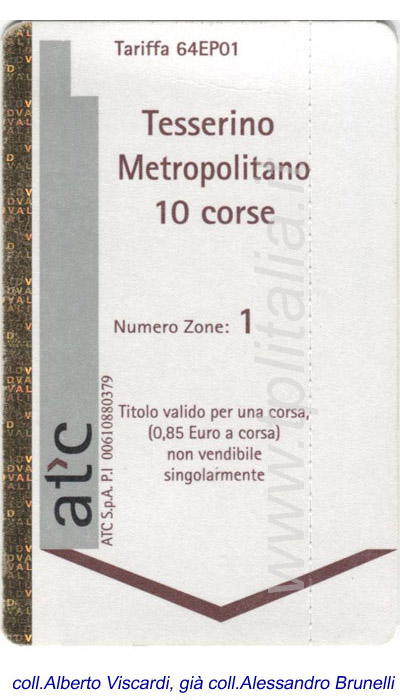 Tariffa 64EP01
Tesserino
Metropolitano
10 corse
Numero Zone: 1
Titolo valido per una corsa,
(0,85 Euro a corsa)
non vendibile
singolarmente
atc
ATC S.p.A. P.I 00610880379
www.tplitalia.it
coll.Alberto Viscardi, già coll.Alessandro Brunelli